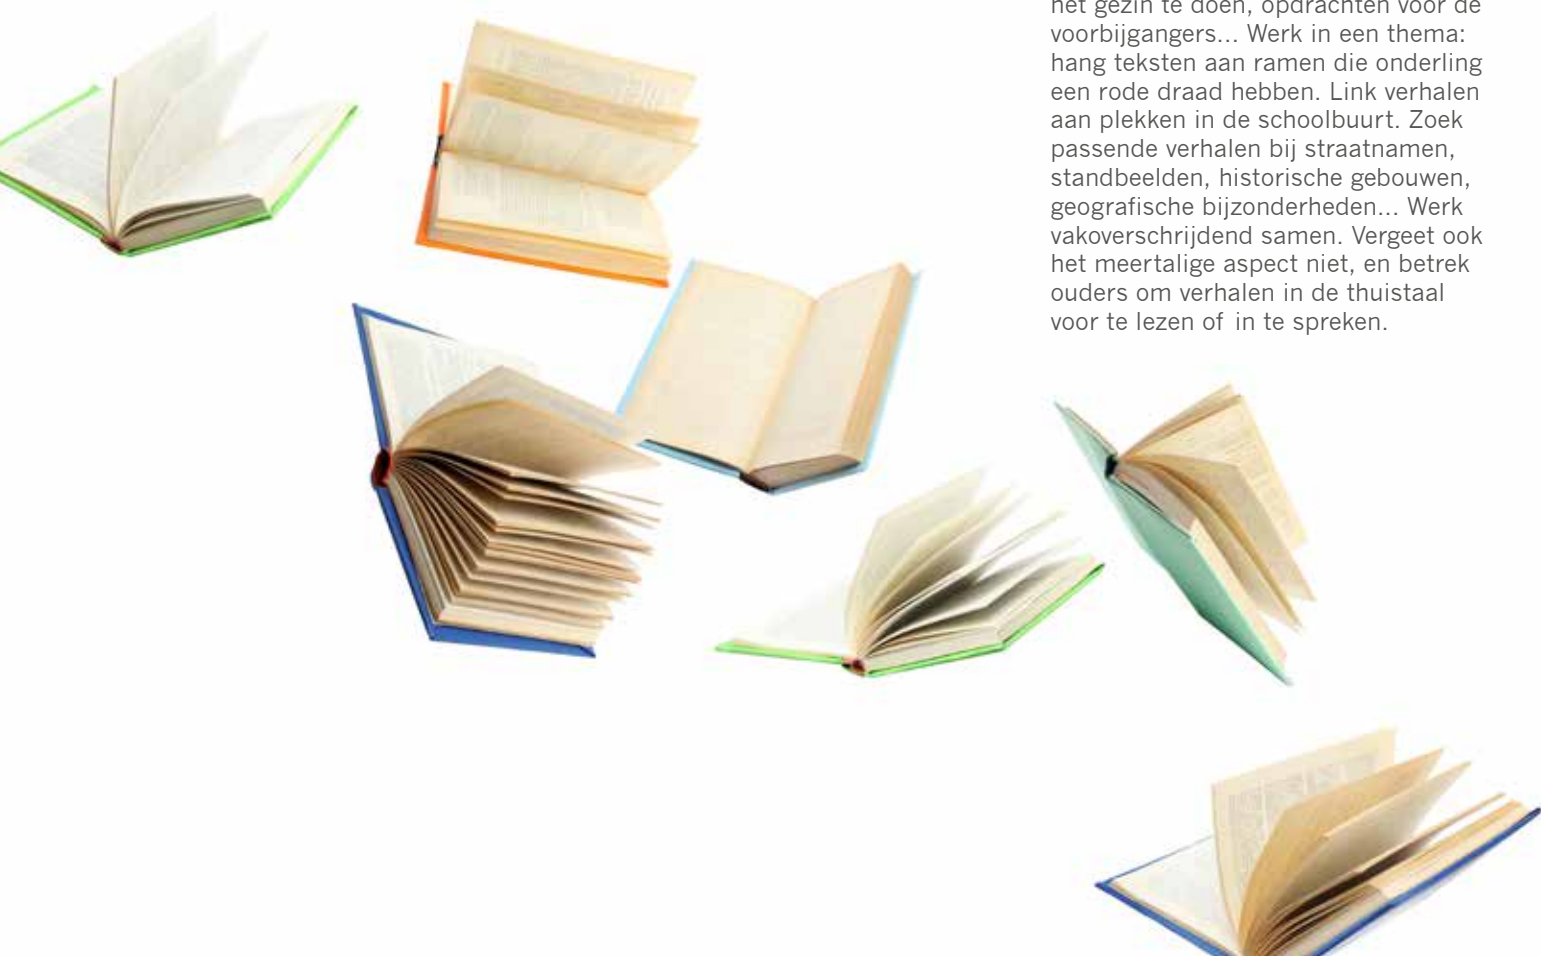 het gezin te doen, opdrachten voor de
voorbijgangers... Werk in een thema:
hang teksten aan ramen die onderling
een rode draad hebben. Link verhalen
aan plekken in de schoolbuurt. Zoek
passende verhalen bij straatnamen,
standbeelden, historische gebouwen,
geografische bijzonderheden... Werk
vakoverschrijdend samen. Vergeet ook
het meertalige aspect niet, en betrek
ouders om verhalen in de thuistaal
voor te lezen of in te spreken.